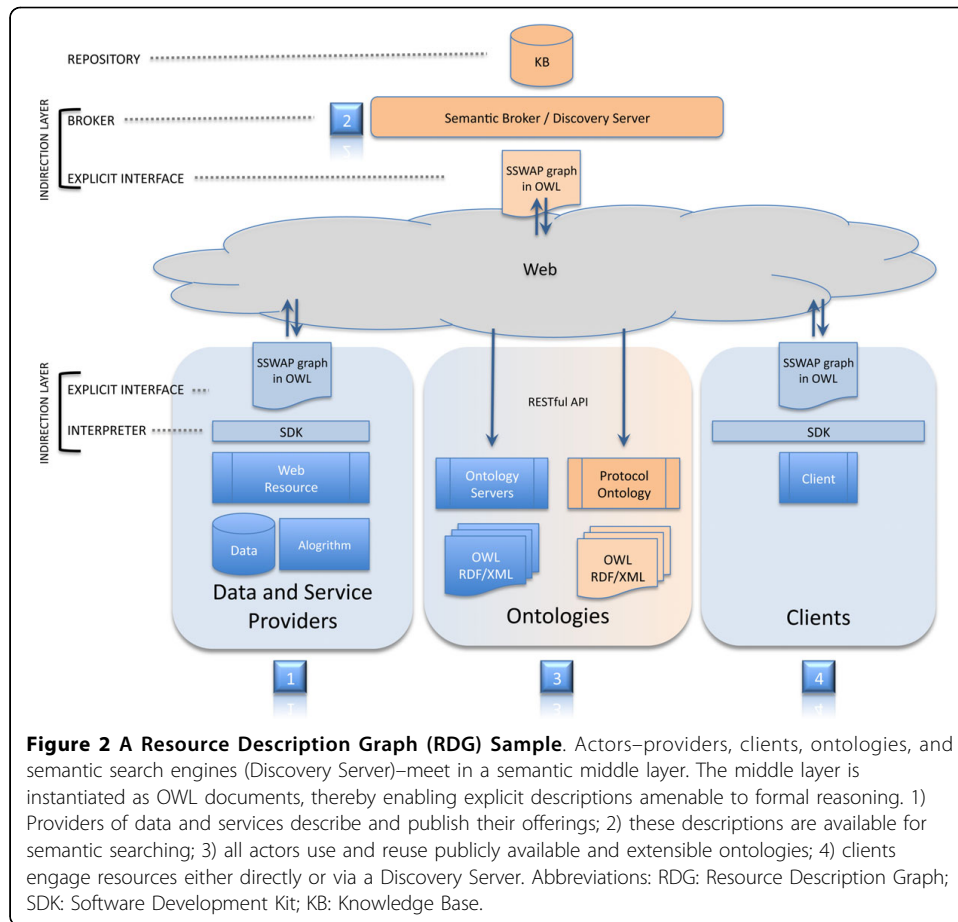 REPOSITORY
KB
INDIRECTION LAYER
BROKER
2
Semantic Broker / Discovery Server
EXPLICIT INTERFACE
SSWAP graph
in OWL
Web
INDIRECTION LAYER
EXPLICIT INTERFACE
INTERPRETER
SSWAP graph
in OWL
SDK
Web
Resource
Data
Alogrithm
Data and Service
Providers
1
RESTful API
Ontology
Servers
Protocol
Ontology
OWL
RDF/XML
OWL
RDF/XML
Ontologies
3
SSWAP graph
in OWL
SDK
Client
Clients
4
Figure 2 A Resource Description Graph (RDG) Sample. Actors–providers, clients, ontologies, and
semantic search engines (Discovery Server)–meet in a semantic middle layer. The middle layer is
instantiated as OWL documents, thereby enabling explicit descriptions amenable to formal reasoning. 1)
Providers of data and services describe and publish their offerings; 2) these descriptions are available for
semantic searching; 3) all actors use and reuse publicly available and extensible ontologies; 4) clients
engage resources either directly or via a Discovery Server. Abbreviations: RDG: Resource Description Graph;
SDK: Software Development Kit; KB: Knowledge Base.